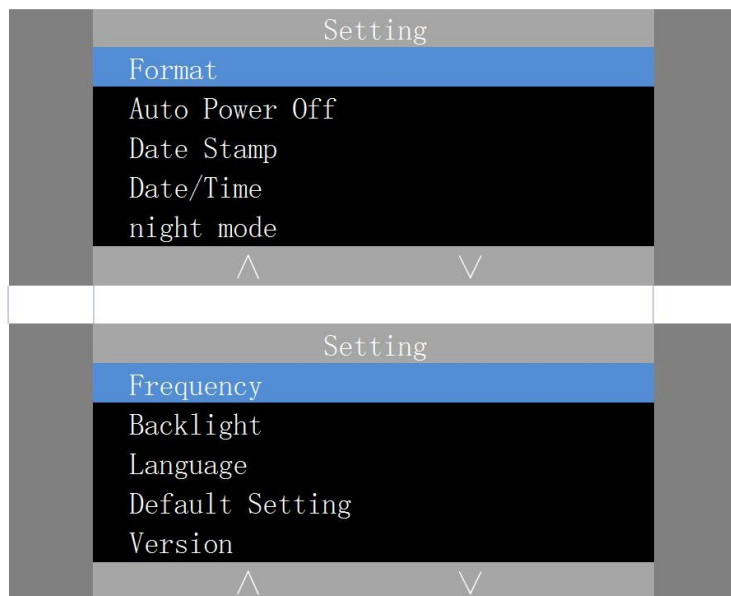 Setting
Format
Auto Power Off
Date Stamp
Date/Time
night mode
Setting
Frequency
Backlight
Language
Default Setting
Version